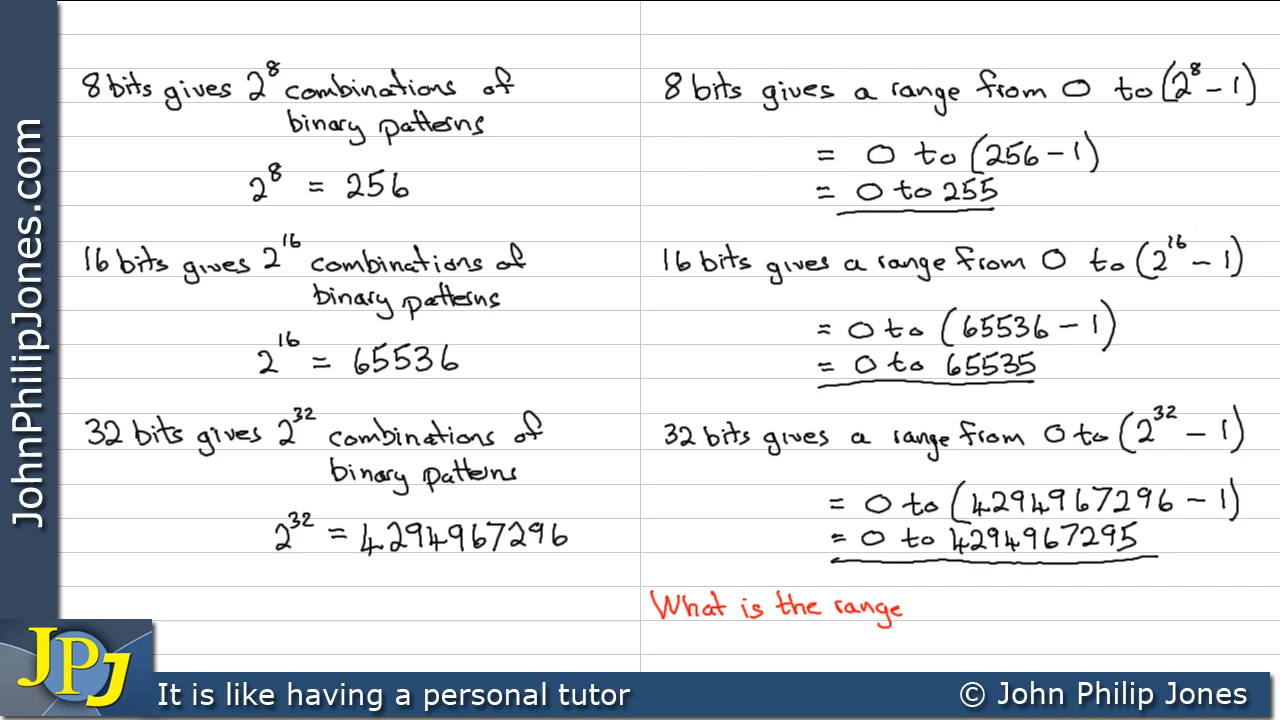 JohnPhilipJones.com
8 bits gives 2^8 combinations of
binary patterns
2^8 = 256
16 bits gives 2^16 combinations of
binary patterns
2^16 = 65536
32 bits gives 2^32 combinations of
binary patterns
2^32 = 4294967296
8 bits gives a range from 0 to (2^8 - 1)
= 0 to (256 - 1)
= 0 to 255
16 bits gives a range from 0 to (2^16 - 1)
= 0 to (65536 - 1)
= 0 to 65535
32 bits gives a range from 0 to (2^32 - 1)
= 0 to (4294967296 - 1)
= 0 to 4294967295
What is the range
JPJ
It is like having a personal tutor
© John Philip Jones